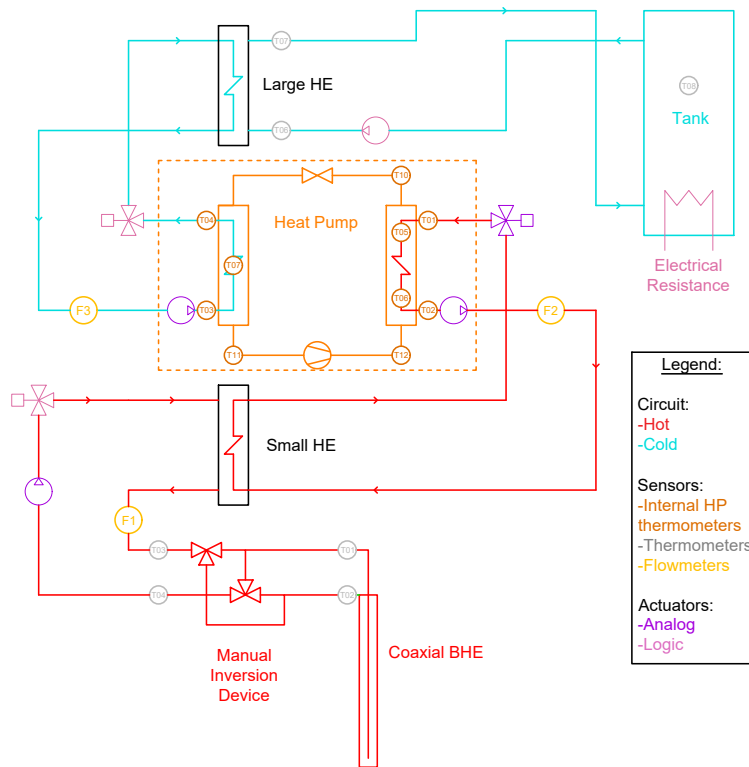 T07
Large HE
T08
T06
Tank
T10
T04
Heat Pump
T01
T05
T07
Electrical
Resistance
T06
F3
T03
T02
F2
T11
T12
Legend:
Circuit:
-Hot
-Cold
Small HE
Sensors:
-Internal HP
thermometers
-Thermometers
-Flowmeters
F1
T03
T01
T04
T02
Actuators:
-Analog
-Logic
Manual
Inversion
Device
Coaxial BHE